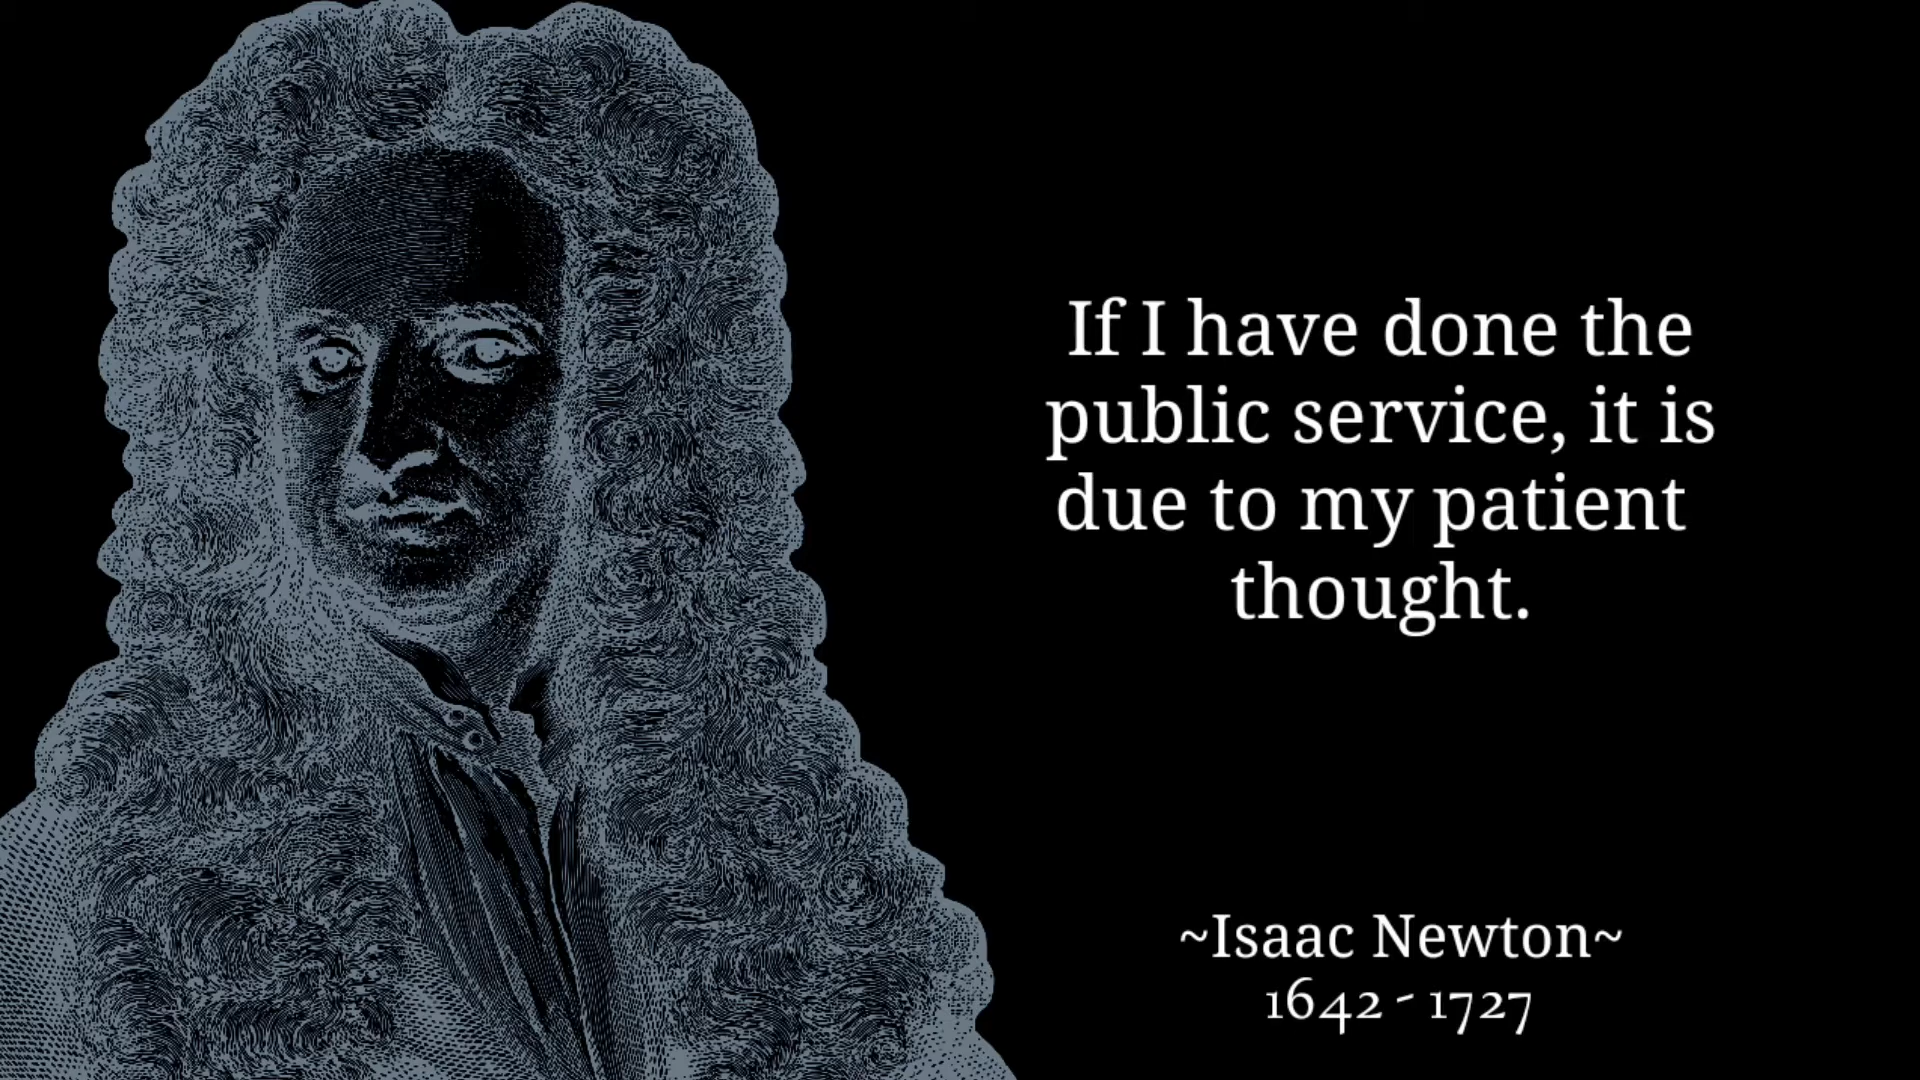 If I have done the
public service, it is
due to my patient
thought.
~Isaac Newton~
1642 - 1727